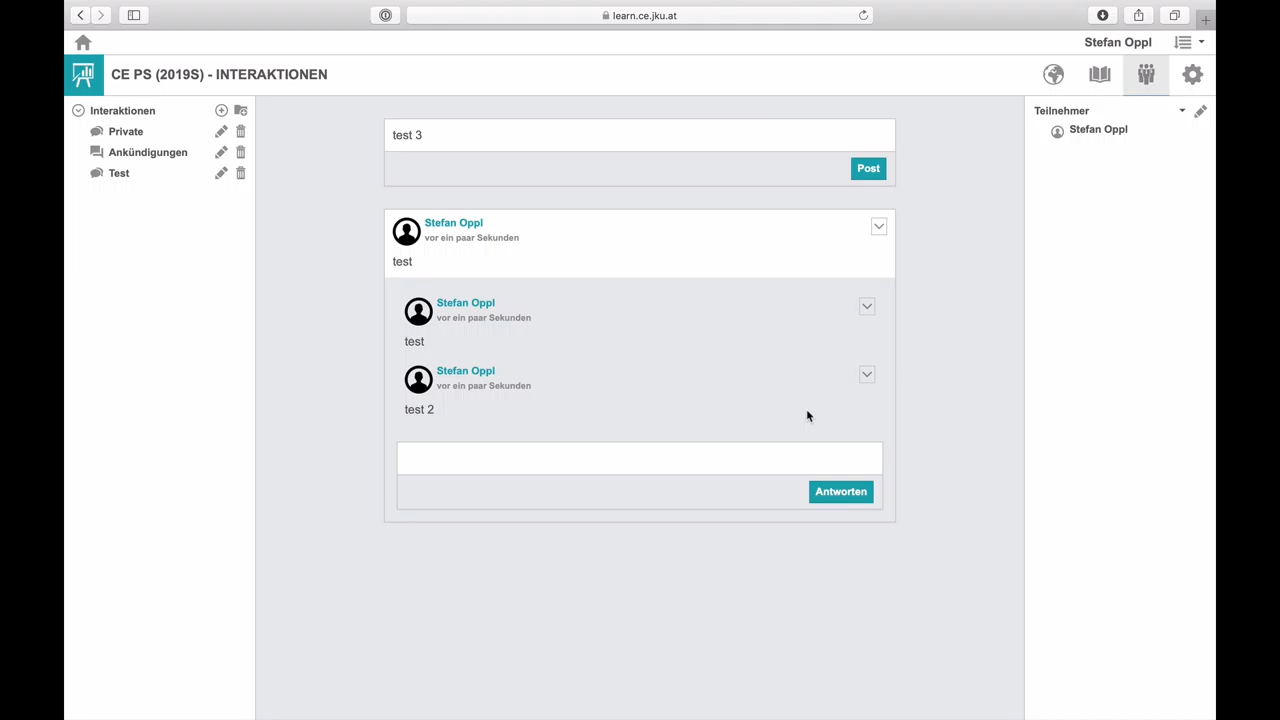 learn.ce.jku.at
Stefan Oppl
CE PS (2019S) - INTERAKTIONEN
Interaktionen
Private
Ankündigungen
Test
test 3
Post
Stefan Oppl
vor ein paar Sekunden
test
Stefan Oppl
vor ein paar Sekunden
test
Stefan Oppl
vor ein paar Sekunden
test 2
Antworten
Teilnehmer
Stefan Oppl